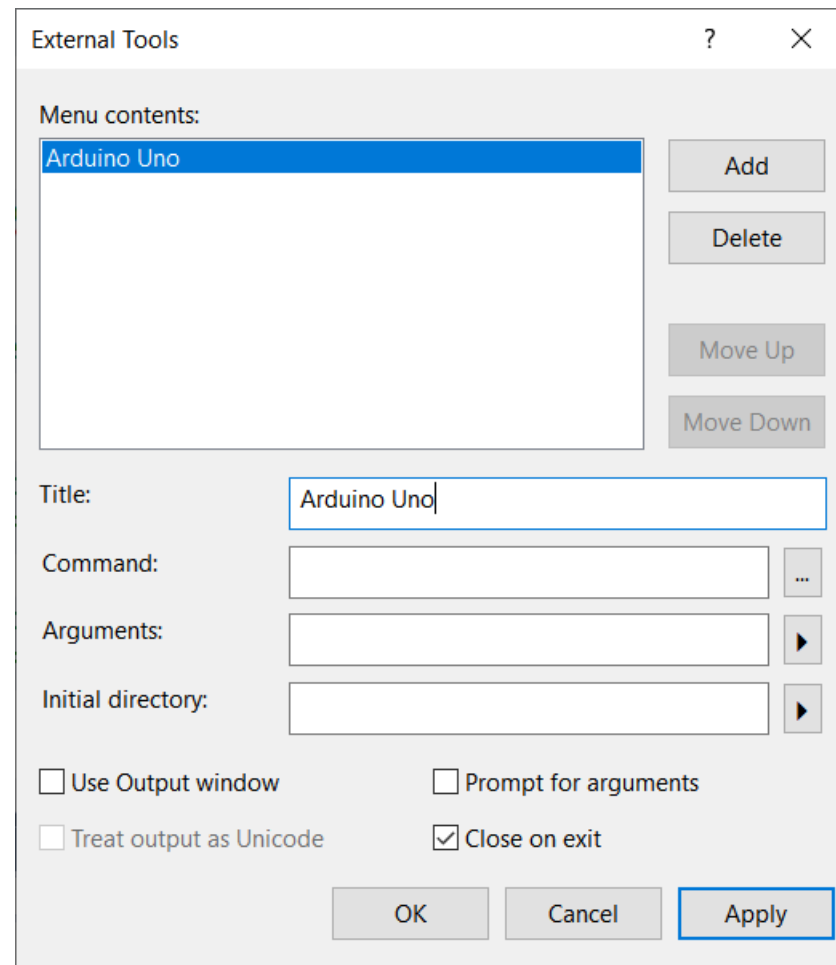 External Tools
Menu contents:
Arduino Uno
Add
Delete
Move Up
Move Down
Title:
Arduino Uno
Command:
...
Arguments:
Initial directory:
Use Output window
Prompt for arguments
Treat output as Unicode
Close on exit
OK
Cancel
Apply